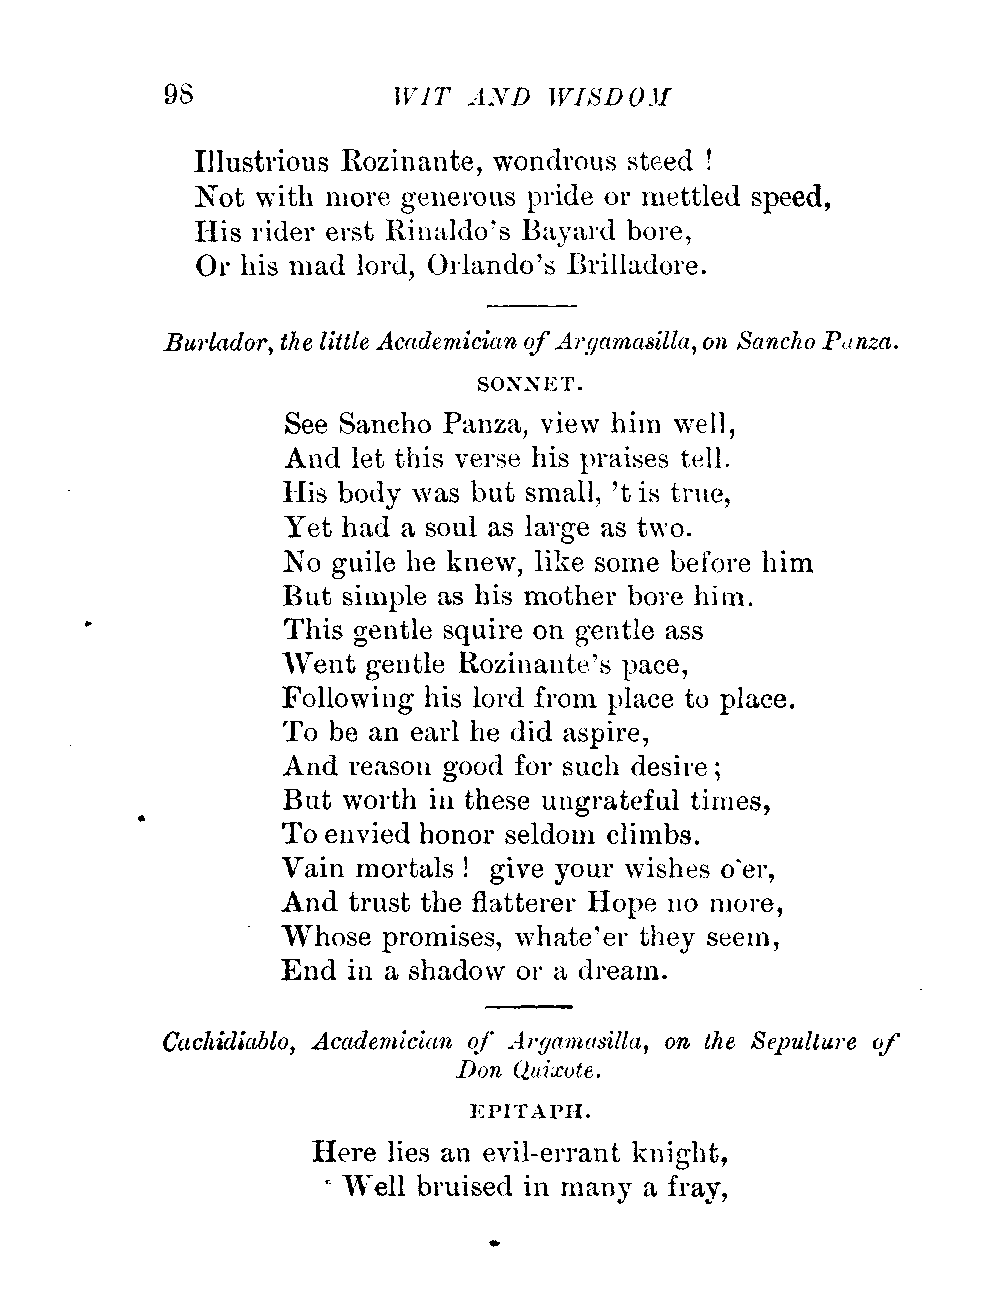 98 WIT AND WISDOM
Illustrious Rozinante, wondrous steed !
Not with more generous pride or mettled speed,
His rider erst Rinaldo's Bayard bore,
Or his mad lord, Orlando's Brilladore.
Burlador, the little Academician of Argamasilla, on Sancho Panza.
SONNET.
See Sancho Panza, view him well,
And let this verse his praises tell.
His body was but small, 't is true,
Yet had a soul as large as two.
No guile he knew, like some before him
But simple as his mother bore him.
This gentle squire on gentle ass
Went gentle Rozinante's pace,
Following his lord from place to place.
To be an earl he did aspire,
And reason good for such desire;
But worth in these ungrateful times,
To envied honor seldom climbs.
Vain mortals ! give your wishes o'er,
And trust the flatterer Hope no more,
Whose promises, whate'er they seem,
End in a shadow or a dream.
Cachidiablo, Academician of Argamasilla, on the Sepulture of
Don Quixote.
EPITAPH.
Here lies an evil-errant knight,
Well bruised in many a fray,